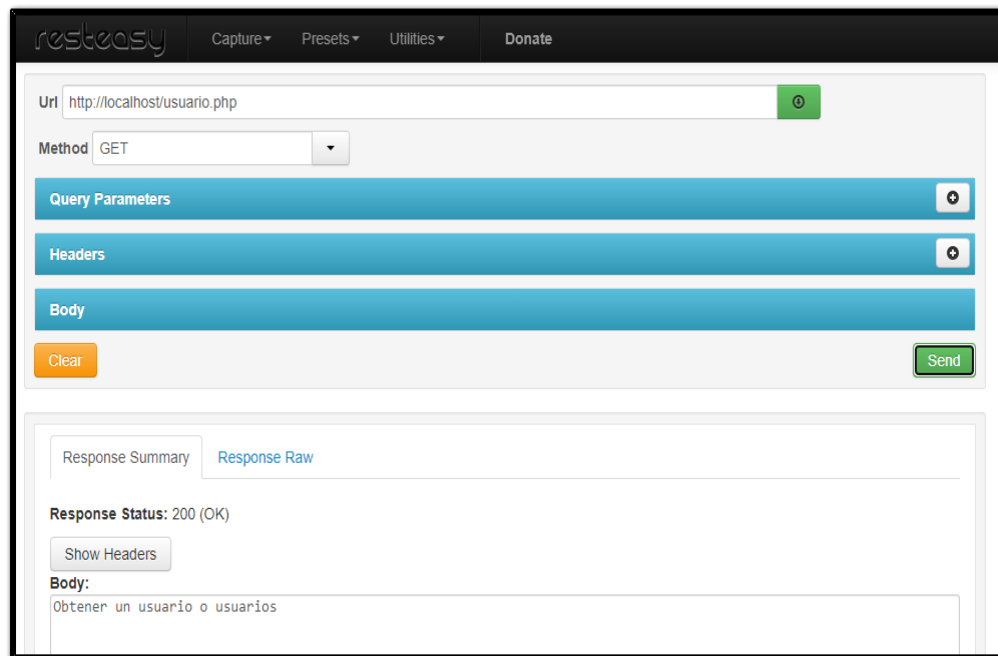 resteasy Capture Presets Utilities Donate
Url http://localhost/usuario.php
Method GET
Query Parameters
Headers
Body
Clear Send
Response Summary Response Raw
Response Status: 200 (OK)
Show Headers
Body:
Obtener un usuario o usuarios